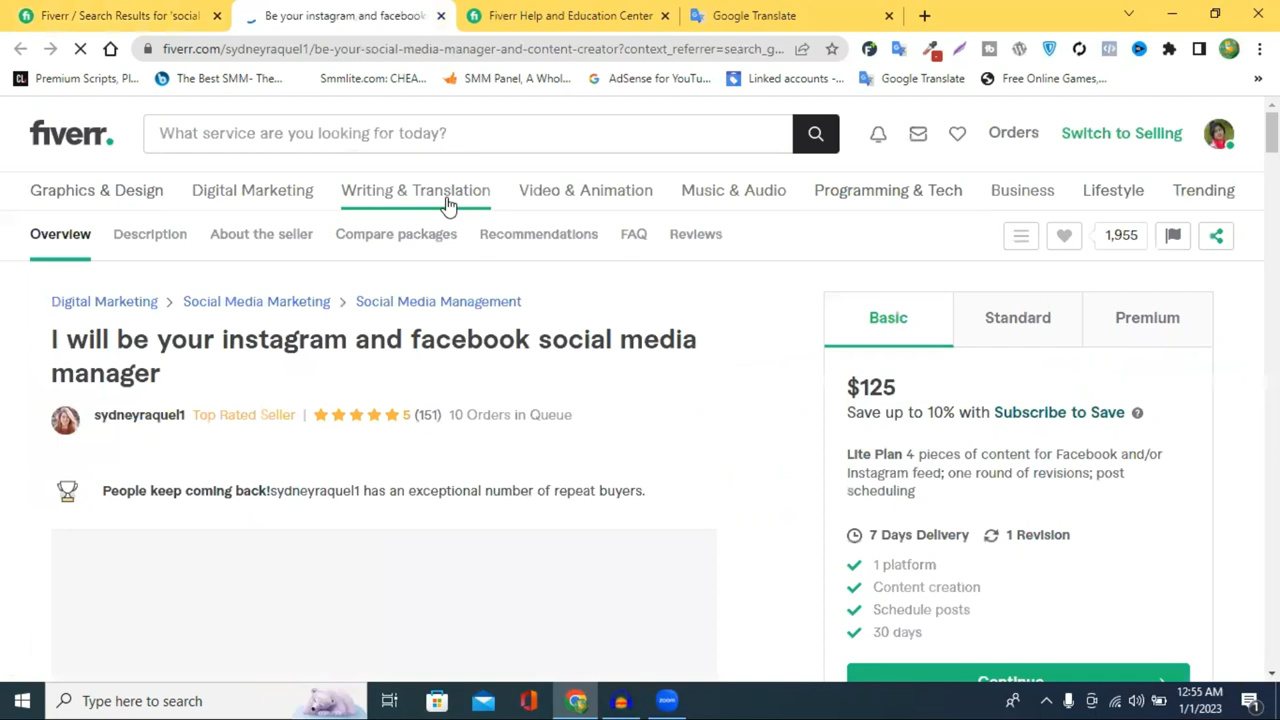 Fiverr / Search Results for 'social
Be your instagram and facebook
Fiverr Help and Education Center
Google Translate
fiverr.com/sydneyraquel1/be-your-social-media-manager-and-content-creator?context_referrer=search_g...
Premium Scripts, Pl...
The Best SMM- The...
Smmlite.com: CHEA...
SMM Panel, A Whol...
AdSense for YouTu...
Linked accounts -...
Google Translate
Free Online Games,...
fiverr.
What service are you looking for today?
Orders
Switch to Selling
Graphics & Design
Digital Marketing
Writing & Translation
Video & Animation
Music & Audio
Programming & Tech
Business
Lifestyle
Trending
Overview
Description
About the seller
Compare packages
Recommendations
FAQ
Reviews
1,955
Digital Marketing > Social Media Marketing > Social Media Management
I will be your instagram and facebook social media
manager
sydneyraquel1 Top Rated Seller | 5 (151) 10 Orders in Queue
People keep coming back!sydneyraquel1 has an exceptional number of repeat buyers.
Basic
Standard
Premium
$125
Save up to 10% with Subscribe to Save
Lite Plan 4 pieces of content for Facebook and/or
Instagram feed; one round of revisions; post
scheduling
7 Days Delivery
1 Revision
1 platform
Content creation
Schedule posts
30 days
Continue
Type here to search
zoom
12:55 AM
1/1/2023